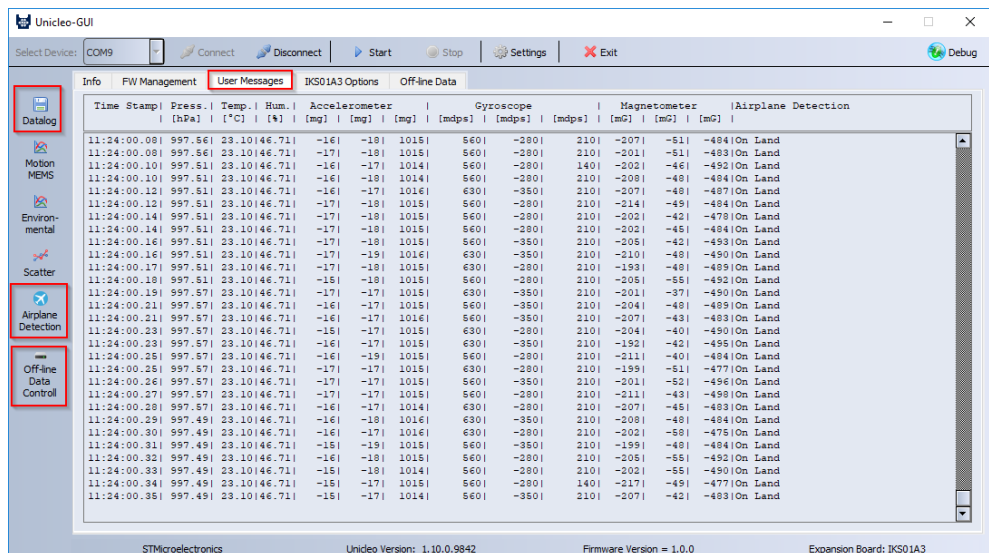 Unicleo-GUI
Select Device: COM9 Connect Disconnect Start Stop Settings Exit Debug
Info FW Management User Messages IKS01A3 Options Off-line Data
Datalog
Motion
MEMS
Environ-
mental
Scatter
Airplane
Detection
Off-line
Data
Controll
Time Stamp| Press.| Temp.| Hum.| Accelerometer | Gyroscope | Magnetometer |Airplane Detection
| [hPa] | [°C] | [%] | [mg] | [mg] | [mg] | [mdps] | [mdps] | [mdps] | [mG] | [mG] | [mG] |
11:24:00.08| 997.56| 23.10|46.71| -16| -18| 1015| 560| -280| 210| -207| -51| -484|On Land
11:24:00.08| 997.56| 23.10|46.71| -17| -18| 1015| 560| -280| 210| -201| -51| -483|On Land
11:24:00.10| 997.51| 23.10|46.71| -16| -17| 1014| 560| -280| 140| -202| -46| -492|On Land
11:24:00.10| 997.51| 23.10|46.71| -16| -18| 1014| 560| -280| 210| -208| -48| -484|On Land
11:24:00.12| 997.51| 23.10|46.71| -16| -17| 1016| 630| -350| 210| -207| -48| -487|On Land
11:24:00.12| 997.51| 23.10|46.71| -17| -18| 1015| 560| -280| 210| -214| -49| -484|On Land
11:24:00.14| 997.51| 23.10|46.71| -17| -18| 1015| 560| -280| 210| -202| -42| -478|On Land
11:24:00.14| 997.51| 23.10|46.71| -17| -18| 1015| 560| -280| 210| -202| -45| -484|On Land
11:24:00.16| 997.51| 23.10|46.71| -17| -18| 1015| 560| -350| 210| -205| -42| -493|On Land
11:24:00.16| 997.51| 23.10|46.71| -17| -19| 1016| 630| -350| 210| -210| -48| -490|On Land
11:24:00.17| 997.51| 23.10|46.71| -17| -18| 1015| 630| -280| 210| -193| -48| -489|On Land
11:24:00.18| 997.51| 23.10|46.71| -15| -18| 1015| 560| -280| 210| -205| -55| -492|On Land
11:24:00.19| 997.57| 23.10|46.71| -17| -17| 1015| 630| -350| 210| -201| -37| -490|On Land
11:24:00.21| 997.57| 23.10|46.71| -16| -17| 1015| 560| -350| 210| -204| -48| -489|On Land
11:24:00.21| 997.57| 23.10|46.71| -16| -17| 1016| 560| -350| 210| -207| -43| -483|On Land
11:24:00.23| 997.57| 23.10|46.71| -15| -17| 1015| 630| -280| 210| -204| -40| -490|On Land
11:24:00.23| 997.57| 23.10|46.71| -16| -17| 1015| 630| -350| 210| -192| -42| -495|On Land
11:24:00.25| 997.57| 23.10|46.71| -16| -19| 1015| 560| -280| 210| -211| -40| -484|On Land
11:24:00.25| 997.57| 23.10|46.71| -17| -17| 1015| 630| -280| 210| -199| -51| -477|On Land
11:24:00.26| 997.57| 23.10|46.71| -17| -17| 1015| 560| -350| 210| -201| -52| -496|On Land
11:24:00.27| 997.57| 23.10|46.71| -17| -17| 1015| 560| -280| 210| -211| -43| -498|On Land
11:24:00.28| 997.57| 23.10|46.71| -16| -17| 1014| 630| -280| 210| -207| -45| -483|On Land
11:24:00.29| 997.49| 23.10|46.71| -16| -18| 1016| 630| -350| 210| -208| -48| -484|On Land
11:24:00.30| 997.49| 23.10|46.71| -16| -17| 1016| 630| -280| 210| -202| -58| -475|On Land
11:24:00.31| 997.49| 23.10|46.71| -15| -19| 1015| 560| -350| 210| -199| -48| -484|On Land
11:24:00.32| 997.49| 23.10|46.71| -16| -18| 1015| 560| -280| 210| -205| -55| -492|On Land
11:24:00.33| 997.49| 23.10|46.71| -15| -18| 1014| 560| -280| 210| -202| -55| -490|On Land
11:24:00.34| 997.49| 23.10|46.71| -15| -17| 1015| 560| -280| 140| -217| -49| -477|On Land
11:24:00.35| 997.49| 23.10|46.71| -15| -17| 1014| 560| -350| 210| -207| -42| -483|On Land
STMicroelectronics Unicleo Version: 1.10.0.9842 Firmware Version = 1.0.0 Expansion Board: IKS01A3